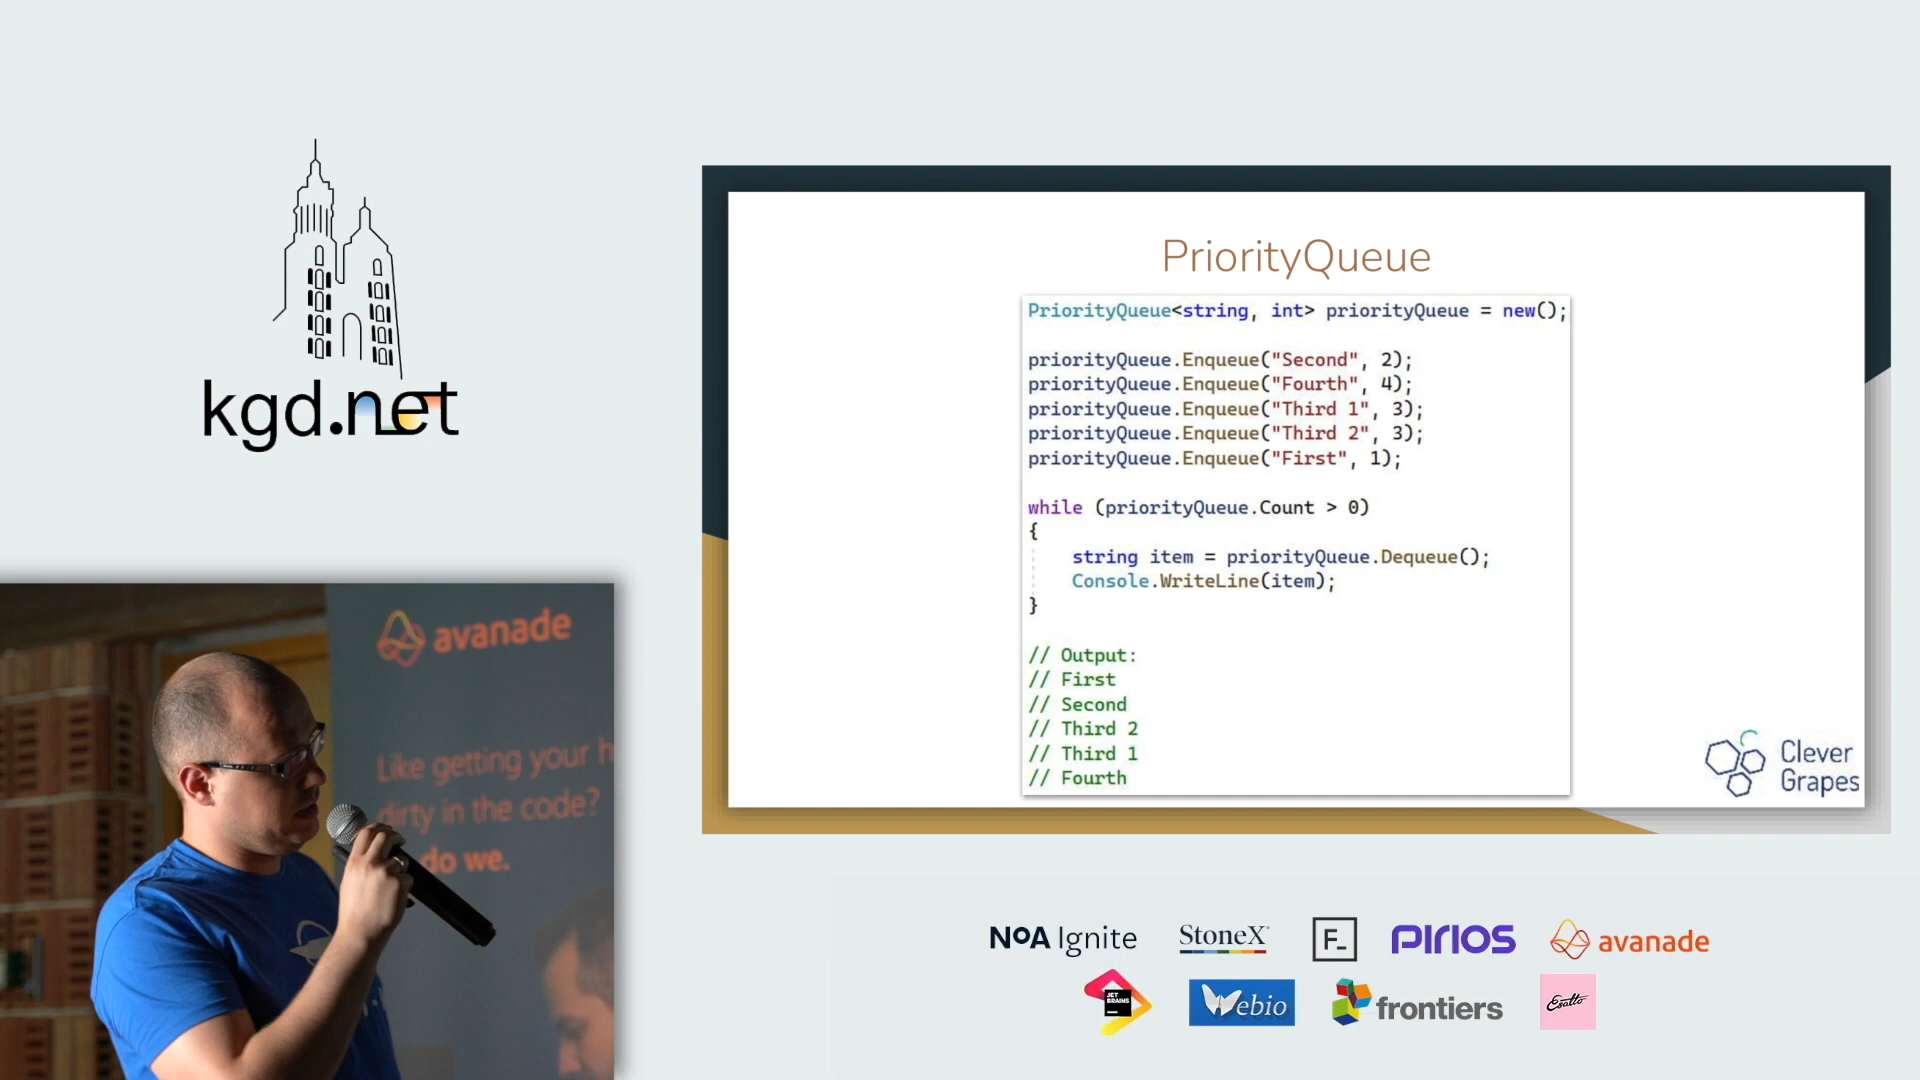 kgd.net
PriorityQueue
PriorityQueue<string, int> priorityQueue = new();
priorityQueue.Enqueue("Second", 2);
priorityQueue.Enqueue("Fourth", 4);
priorityQueue.Enqueue("Third 1", 3);
priorityQueue.Enqueue("Third 2", 3);
priorityQueue.Enqueue("First", 1);
while (priorityQueue.Count > 0)
{
string item = priorityQueue.Dequeue();
Console.WriteLine(item);
}
// Output:
// First
// Second
// Third 2
// Third 1
// Fourth
Clever
Grapes
avanade
Like getting your h
dirty in the code?
do we.
NOA Ignite
StoneX
F_
PIRIOS
avanade
JET
BRAINS
Webio
frontiers
Esatto